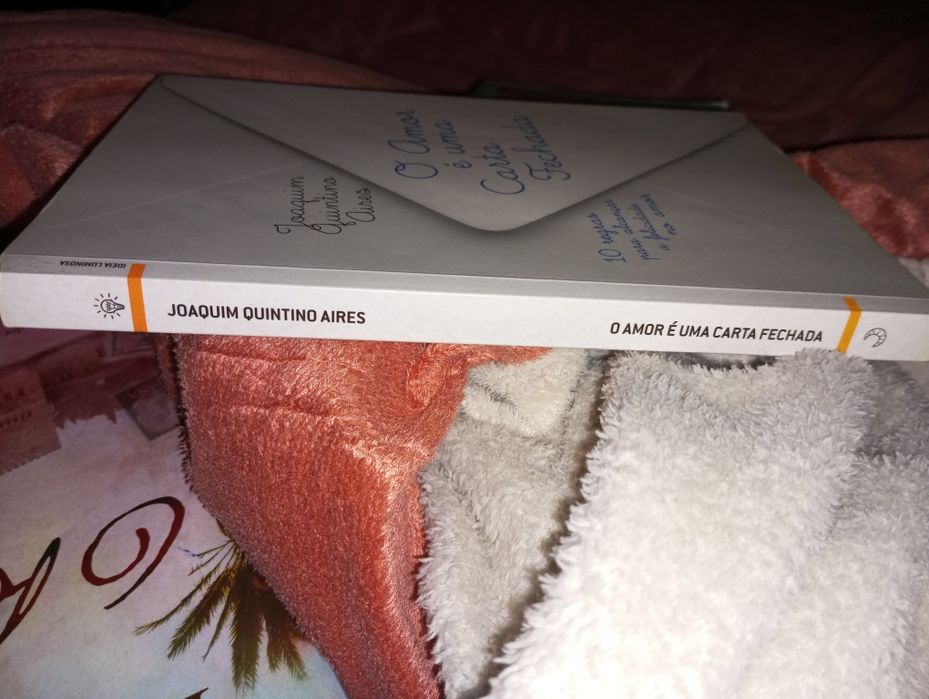 O Amor
é uma
Carta
Fechada
Joaquim
Quintino
Aires
10 regras
para alcançar
a felicidade
no amor
IDEIA LUMINOSA
JOAQUIM QUINTINO AIRES
O AMOR É UMA CARTA FECHADA